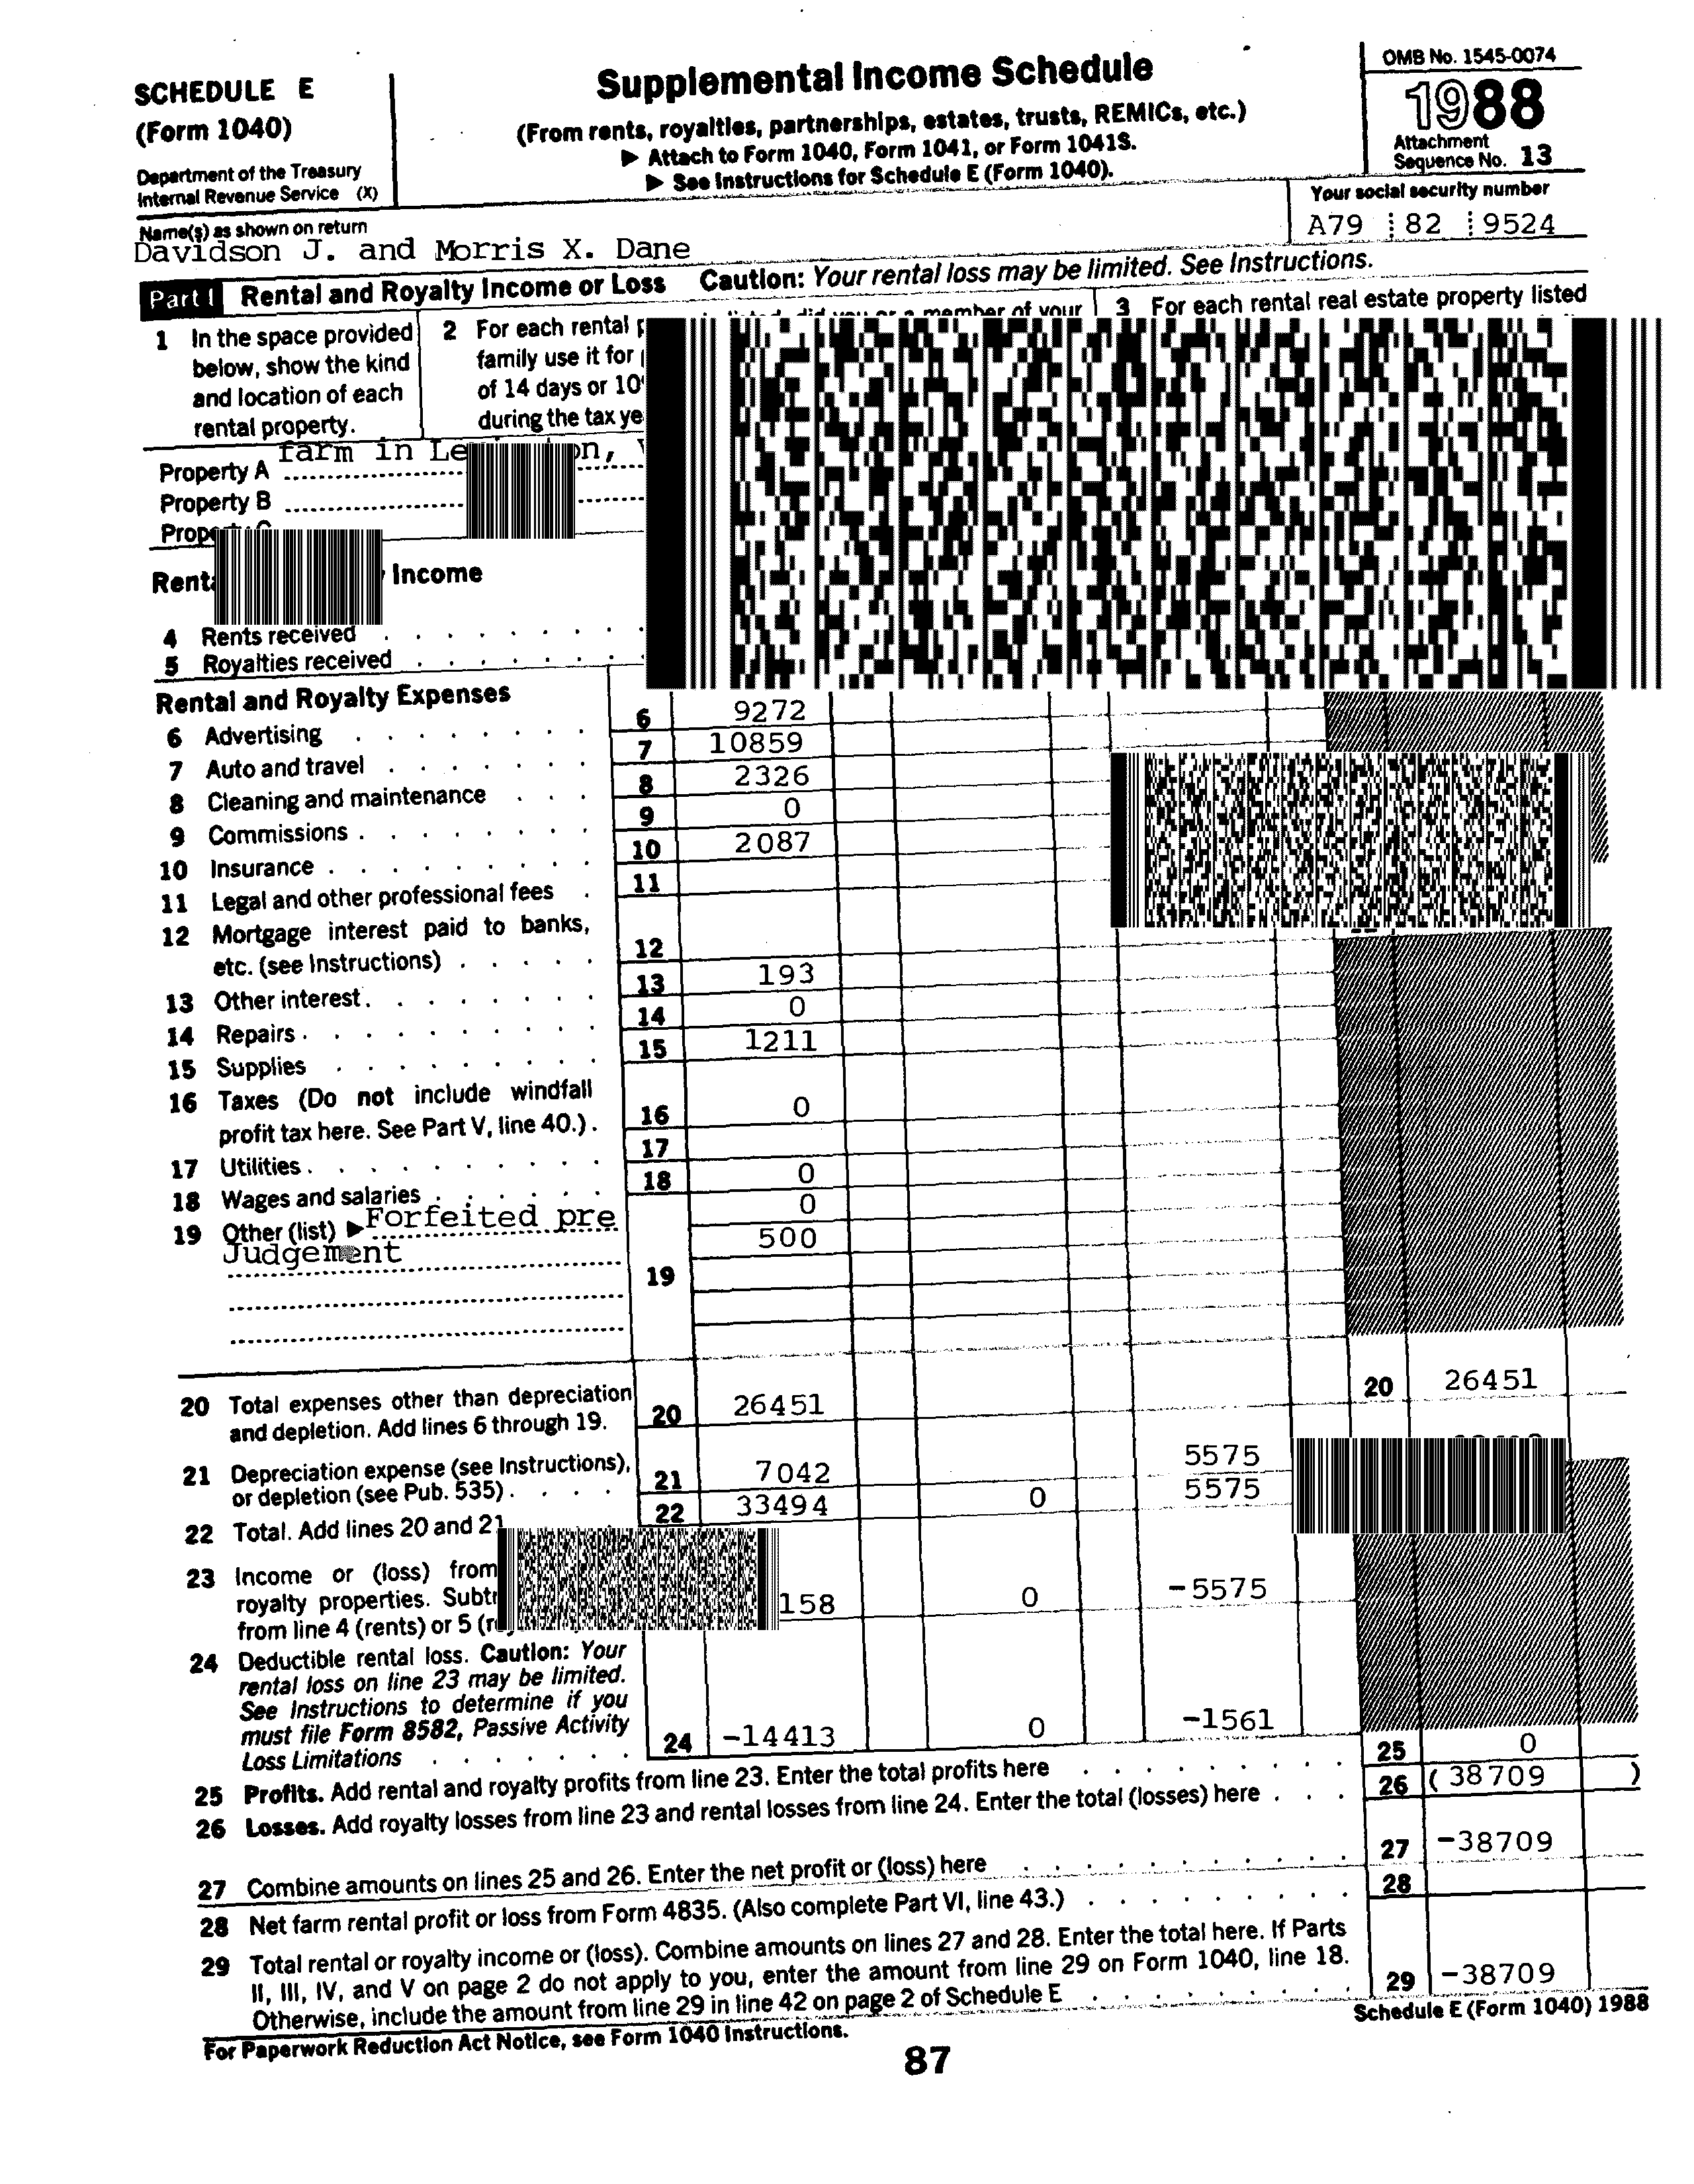 SCHEDULE E
(Form 1040)
Department of the Treasury
Internal Revenue Service (X)
Supplemental Income Schedule
(From rents, royalties, partnerships, estates, trusts, REMICs, etc.)
▶ Attach to Form 1040, Form 1041, or Form 1041S.
▶ See Instructions for Schedule E (Form 1040).
OMB No. 1545-0074
1988
Attachment
Sequence No. 13
Name(s) as shown on return
Davidson J. and Morris X. Dane
Your social security number
A79 82 9524
Part I Rental and Royalty Income or Loss Caution: Your rental loss may be limited. See Instructions.
1 In the space provided
below, show the kind
and location of each
rental property.
2 For each rental
family use it for
of 14 days or
during the tax
did you or a member of your
3 For each rental real estate property listed
Property A farm in
Property B
Income
4 Rents received
5 Royalties received
Rental and Royalty Expenses
6 Advertising 6 9272
7 Auto and travel 7 10859
8 Cleaning and maintenance 8 2326
9 Commissions 9 0
10 Insurance 10 2087
11 Legal and other professional fees 11
12 Mortgage interest paid to banks,
etc. (see Instructions) 12
13 Other interest 13 193
14 Repairs 14 0
15 Supplies 15 1211
16 Taxes (Do not include windfall
profit tax here. See Part V, line 40.) 16 0
17 Utilities 17
18 Wages and salaries 18 0
19 Other (list) ▶ Forfeited pre 0
Judgement 500
19
20 Total expenses other than depreciation
and depletion. Add lines 6 through 19. 20 26451 20 26451
21 Depreciation expense (see Instructions),
or depletion (see Pub. 535) 21 7042 5575
22 Total. Add lines 20 and 21 22 33494 0 5575
23 Income or (loss) from
royalty properties.
from line 4 (rents) or 5 158 0 -5575
24 Deductible rental loss. Caution: Your
rental loss on line 23 may be limited.
See Instructions to determine if you
must file Form 8582, Passive Activity
Loss Limitations 24 -14413 0 -1561
25 Profits. Add rental and royalty profits from line 23. Enter the total profits here 25 0
26 Losses. Add royalty losses from line 23 and rental losses from line 24. Enter the total (losses) here 26 (38709)
27 Combine amounts on lines 25 and 26. Enter the net profit or (loss) here 27 -38709
28 Net farm rental profit or loss from Form 4835. (Also complete Part VI, line 43.) 28
29 Total rental or royalty income or (loss). Combine amounts on lines 27 and 28. Enter the total here. If Parts
II, III, IV, and V on page 2 do not apply to you, enter the amount from line 29 on Form 1040, line 18.
Otherwise, include the amount from line 29 in line 42 on page 2 of Schedule E 29 -38709
For Paperwork Reduction Act Notice, see Form 1040 Instructions.
Schedule E (Form 1040) 1988
87